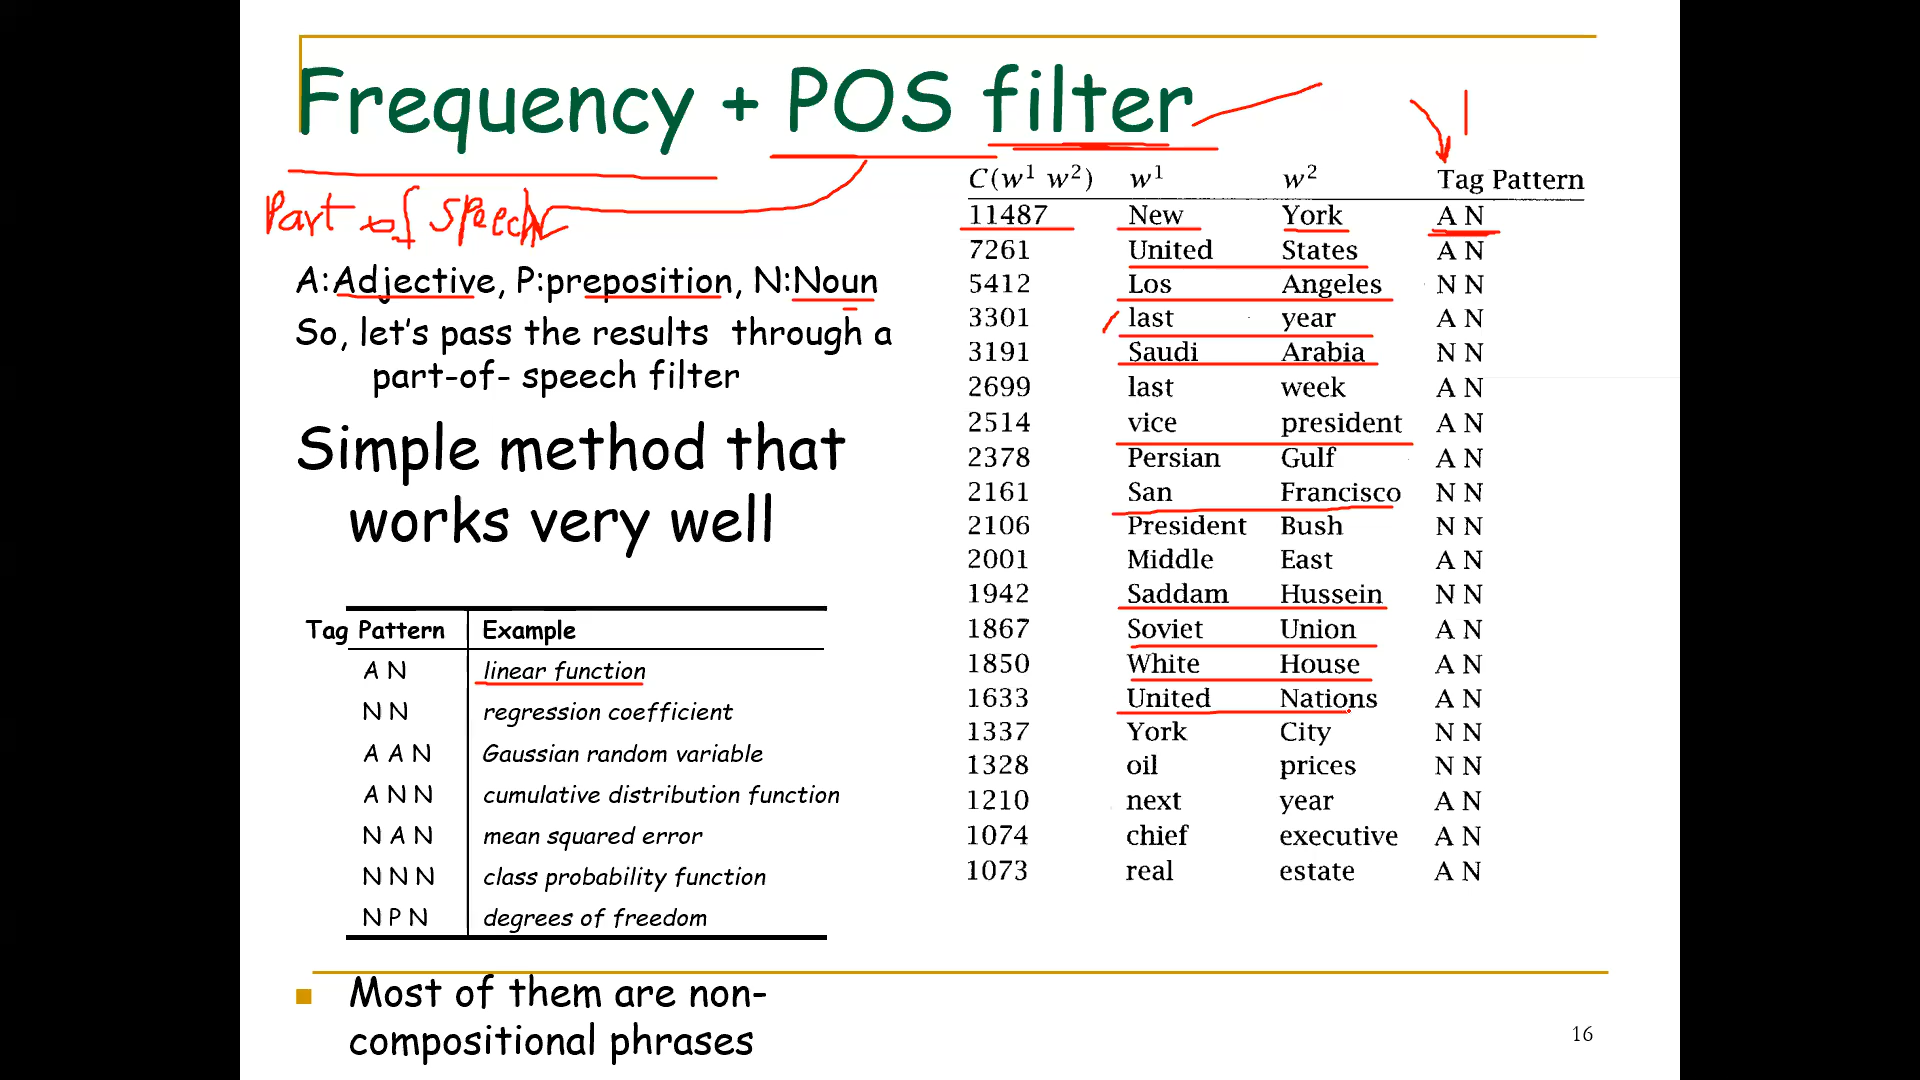 Frequency + POS filter
Part of speech
A:Adjective, P:preposition, N:Noun
So, let's pass the results through a
part-of- speech filter
Simple method that
works very well
Tag Pattern Example
A N linear function
N N regression coefficient
A A N Gaussian random variable
A N N cumulative distribution function
N A N mean squared error
N N N class probability function
N P N degrees of freedom
Most of them are non-
compositional phrases
C(w1 w2) w1 w2 Tag Pattern
11487 New York A N
7261 United States A N
5412 Los Angeles N N
3301 last year A N
3191 Saudi Arabia N N
2699 last week A N
2514 vice president A N
2378 Persian Gulf A N
2161 San Francisco N N
2106 President Bush N N
2001 Middle East A N
1942 Saddam Hussein N N
1867 Soviet Union A N
1850 White House A N
1633 United Nations A N
1337 York City N N
1328 oil prices N N
1210 next year A N
1074 chief executive A N
1073 real estate A N
16